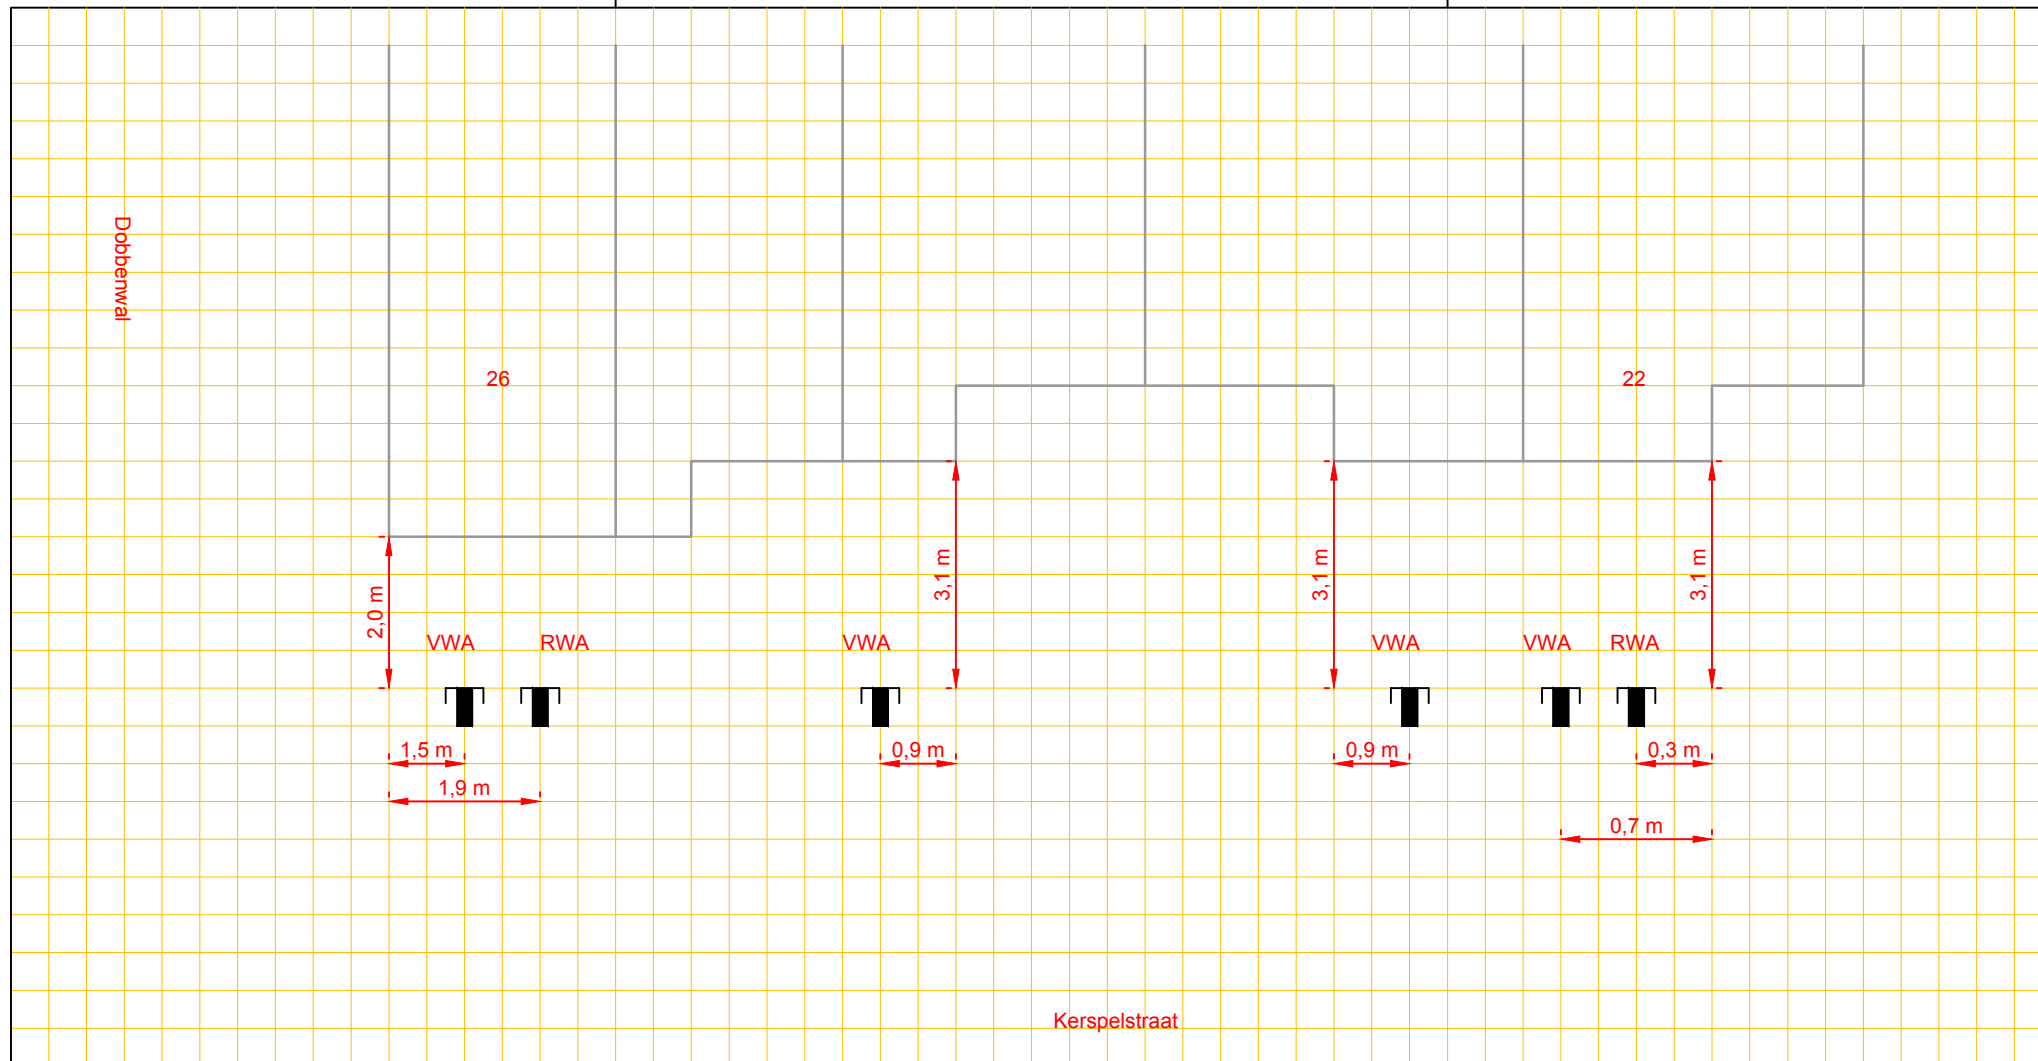 Dobbenwal
26
22
3,1 m
3,1 m
3,1 m
2,0 m
VWA
RWA
VWA
VWA
VWA
RWA
1,5 m
0,9 m
0,9 m
0,3 m
1,9 m
0,7 m
Kerspelstraat